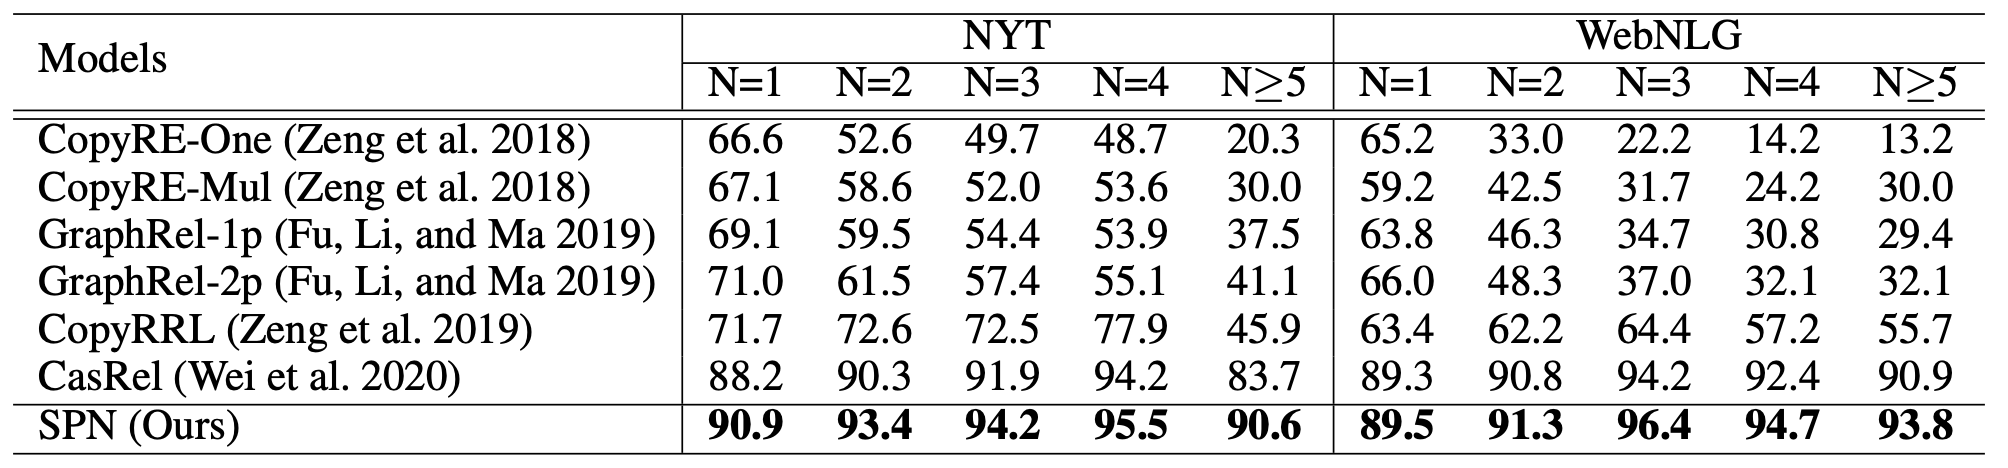 Models NYT WebNLG
N=1 N=2 N=3 N=4 N≥5 N=1 N=2 N=3 N=4 N≥5
CopyRE-One (Zeng et al. 2018) 66.6 52.6 49.7 48.7 20.3 65.2 33.0 22.2 14.2 13.2
CopyRE-Mul (Zeng et al. 2018) 67.1 58.6 52.0 53.6 30.0 59.2 42.5 31.7 24.2 30.0
GraphRel-1p (Fu, Li, and Ma 2019) 69.1 59.5 54.4 53.9 37.5 63.8 46.3 34.7 30.8 29.4
GraphRel-2p (Fu, Li, and Ma 2019) 71.0 61.5 57.4 55.1 41.1 66.0 48.3 37.0 32.1 32.1
CopyRRL (Zeng et al. 2019) 71.7 72.6 72.5 77.9 45.9 63.4 62.2 64.4 57.2 55.7
CasRel (Wei et al. 2020) 88.2 90.3 91.9 94.2 83.7 89.3 90.8 94.2 92.4 90.9
SPN (Ours) 90.9 93.4 94.2 95.5 90.6 89.5 91.3 96.4 94.7 93.8